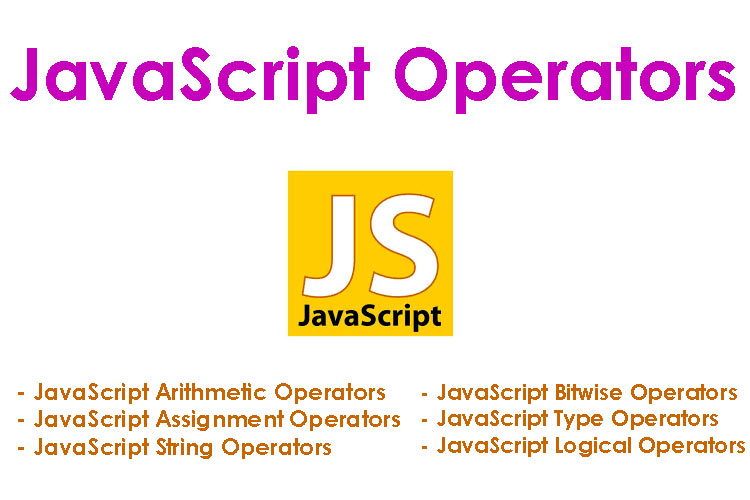 JavaScript Operators
JS
JavaScript
- JavaScript Arithmetic Operators
- JavaScript Assignment Operators
- JavaScript String Operators
- JavaScript Bitwise Operators
- JavaScript Type Operators
- JavaScript Logical Operators